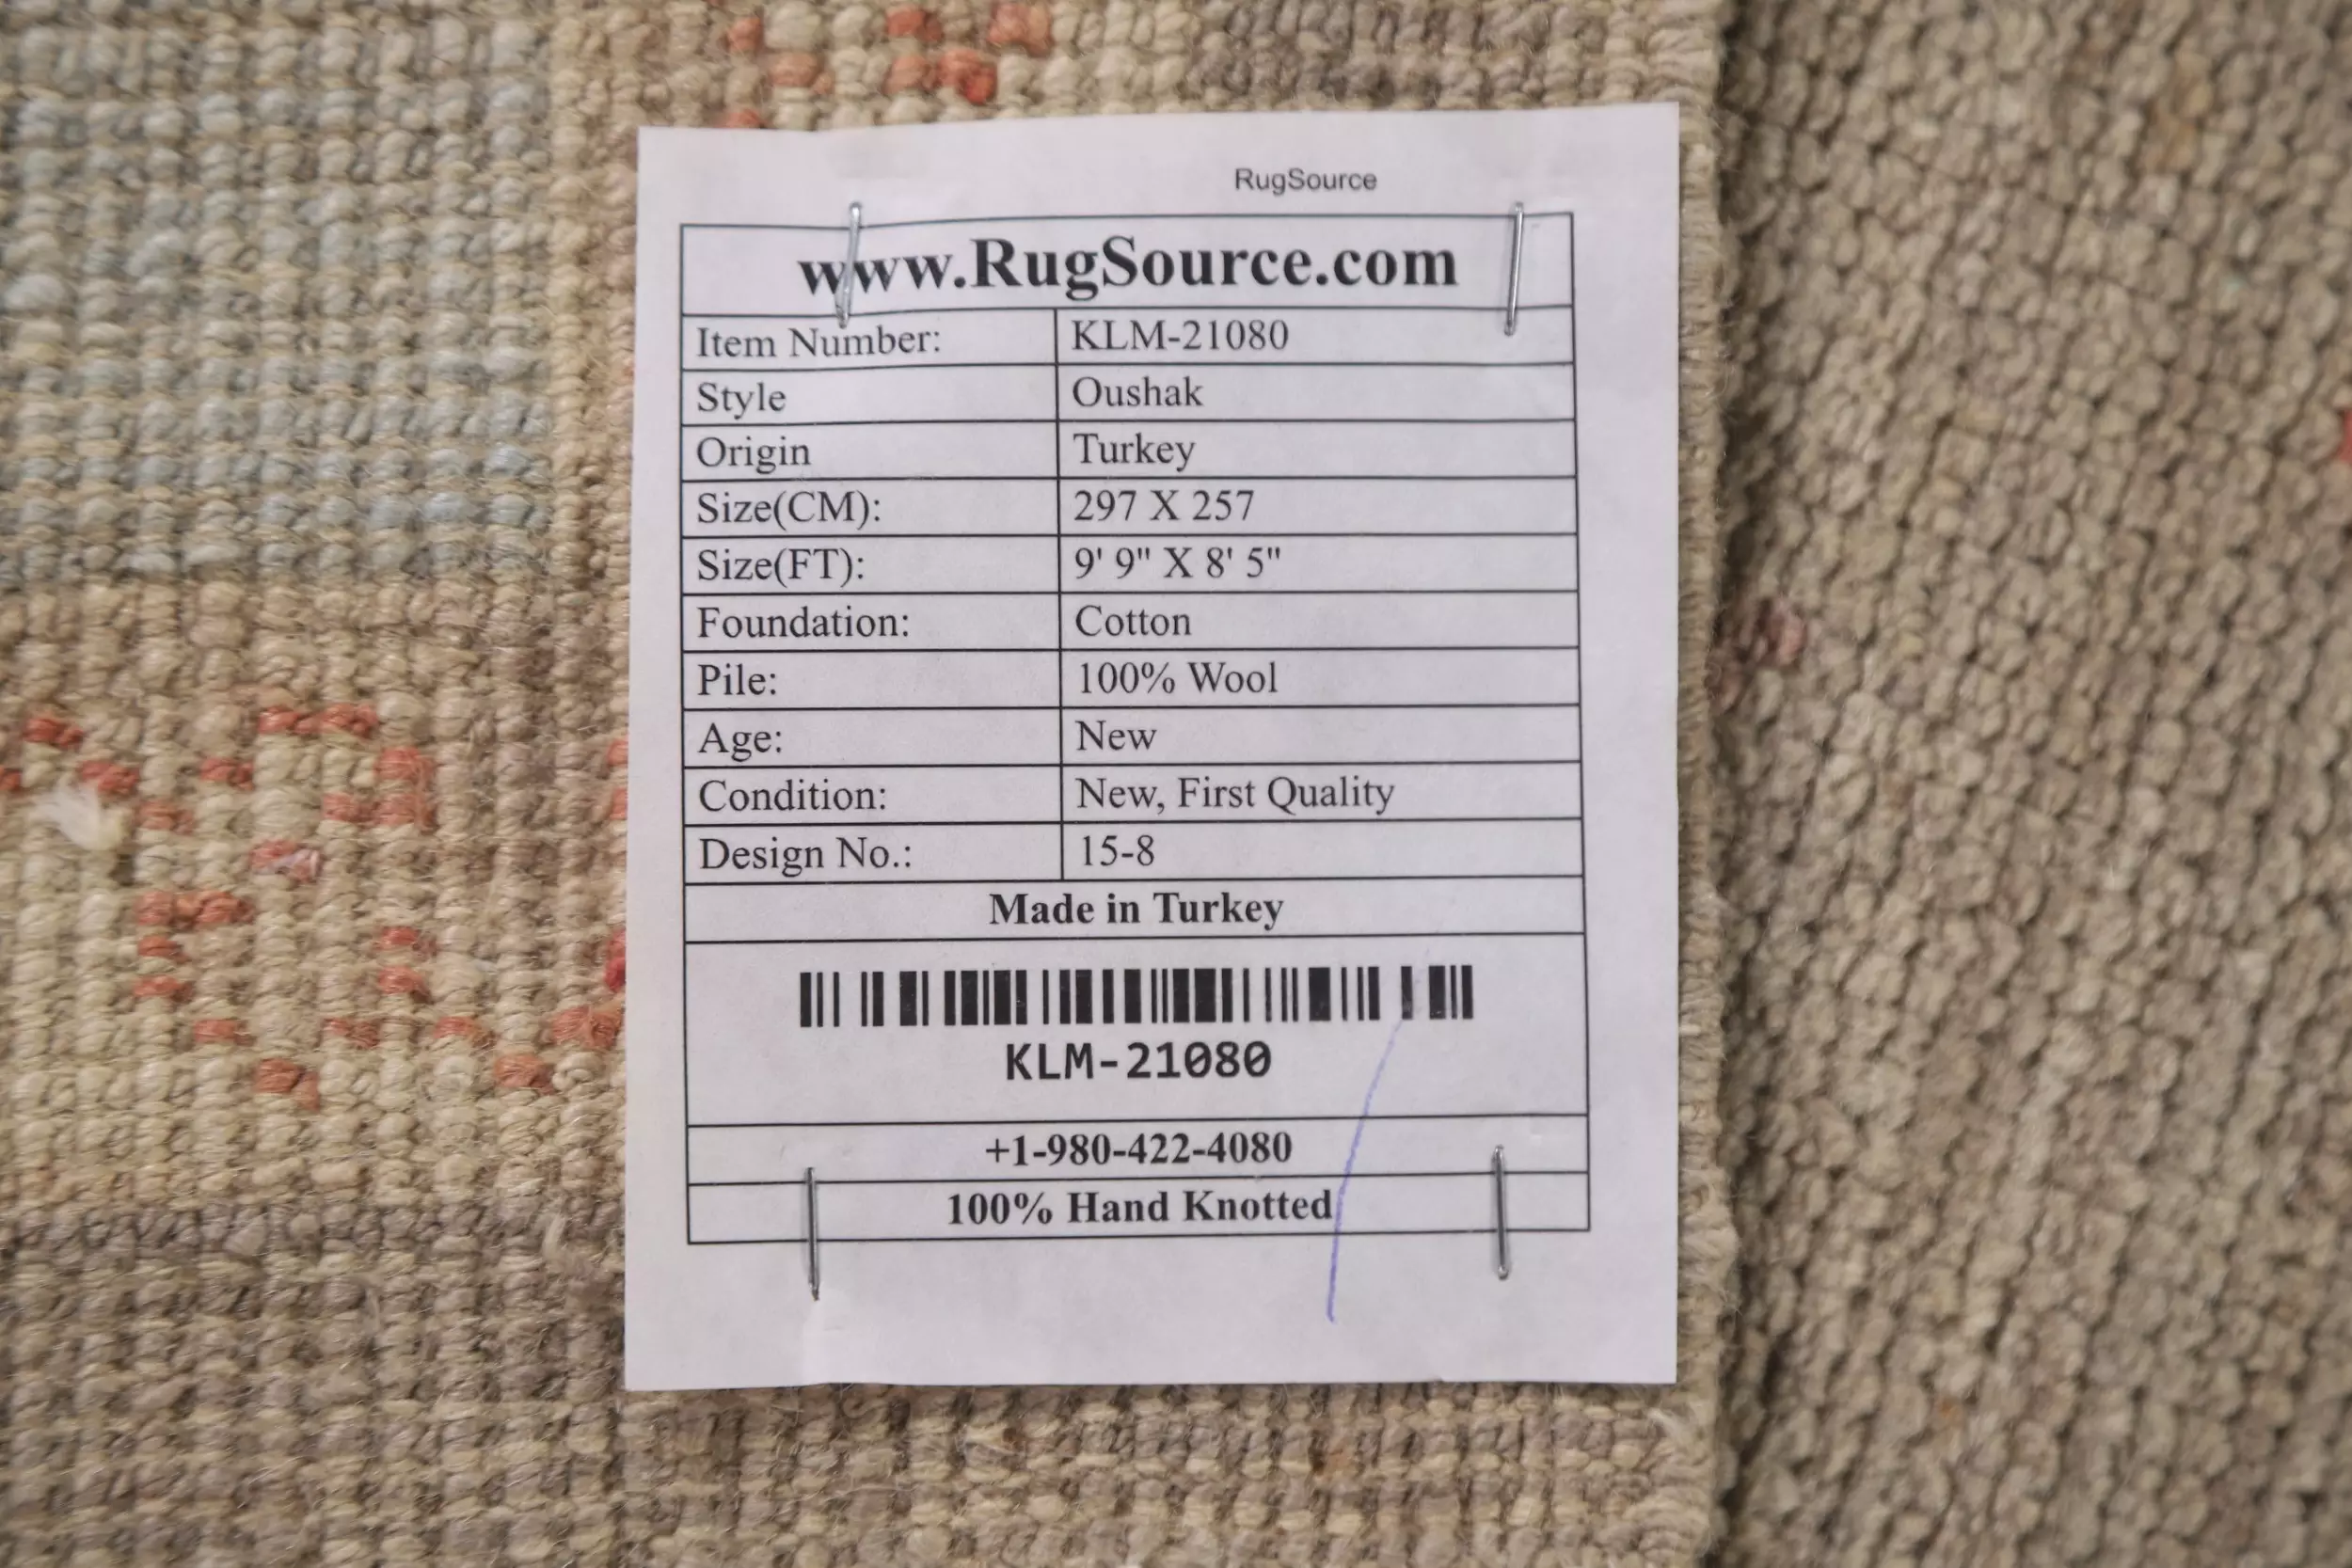 RugSource
www.RugSource.com
Item Number: KLM-21080
Style Oushak
Origin Turkey
Size(CM): 297 X 257
Size(FT): 9' 9" X 8' 5"
Foundation: Cotton
Pile: 100% Wool
Age: New
Condition: New, First Quality
Design No.: 15-8
Made in Turkey
KLM-21080
+1-980-422-4080
100% Hand Knotted